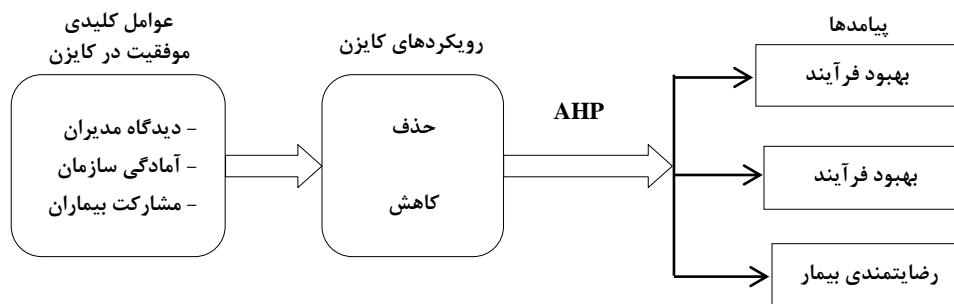 عوامل کلیدی
موفقیت در کایزن
- دیدگاه مدیران
- آمادگی سازمان
- مشارکت بیماران
رویکردهای کایزن
حذف
کاهش
AHP
پیامدها
بهبود فرآیند
بهبود فرآیند
رضایتمندی بیمار